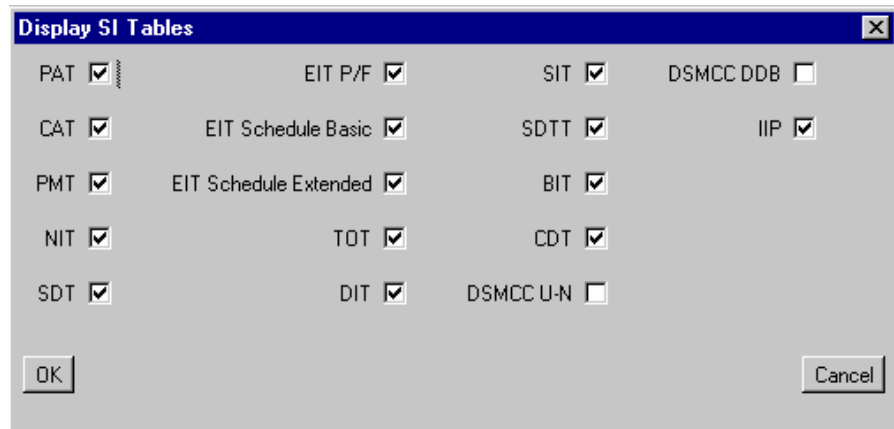 Display SI Tables
PAT EIT P/F SIT DSMCC DDB
CAT EIT Schedule Basic SDTT IIP
PMT EIT Schedule Extended BIT
NIT TOT CDT
SDT DIT DSMCC U-N
OK Cancel